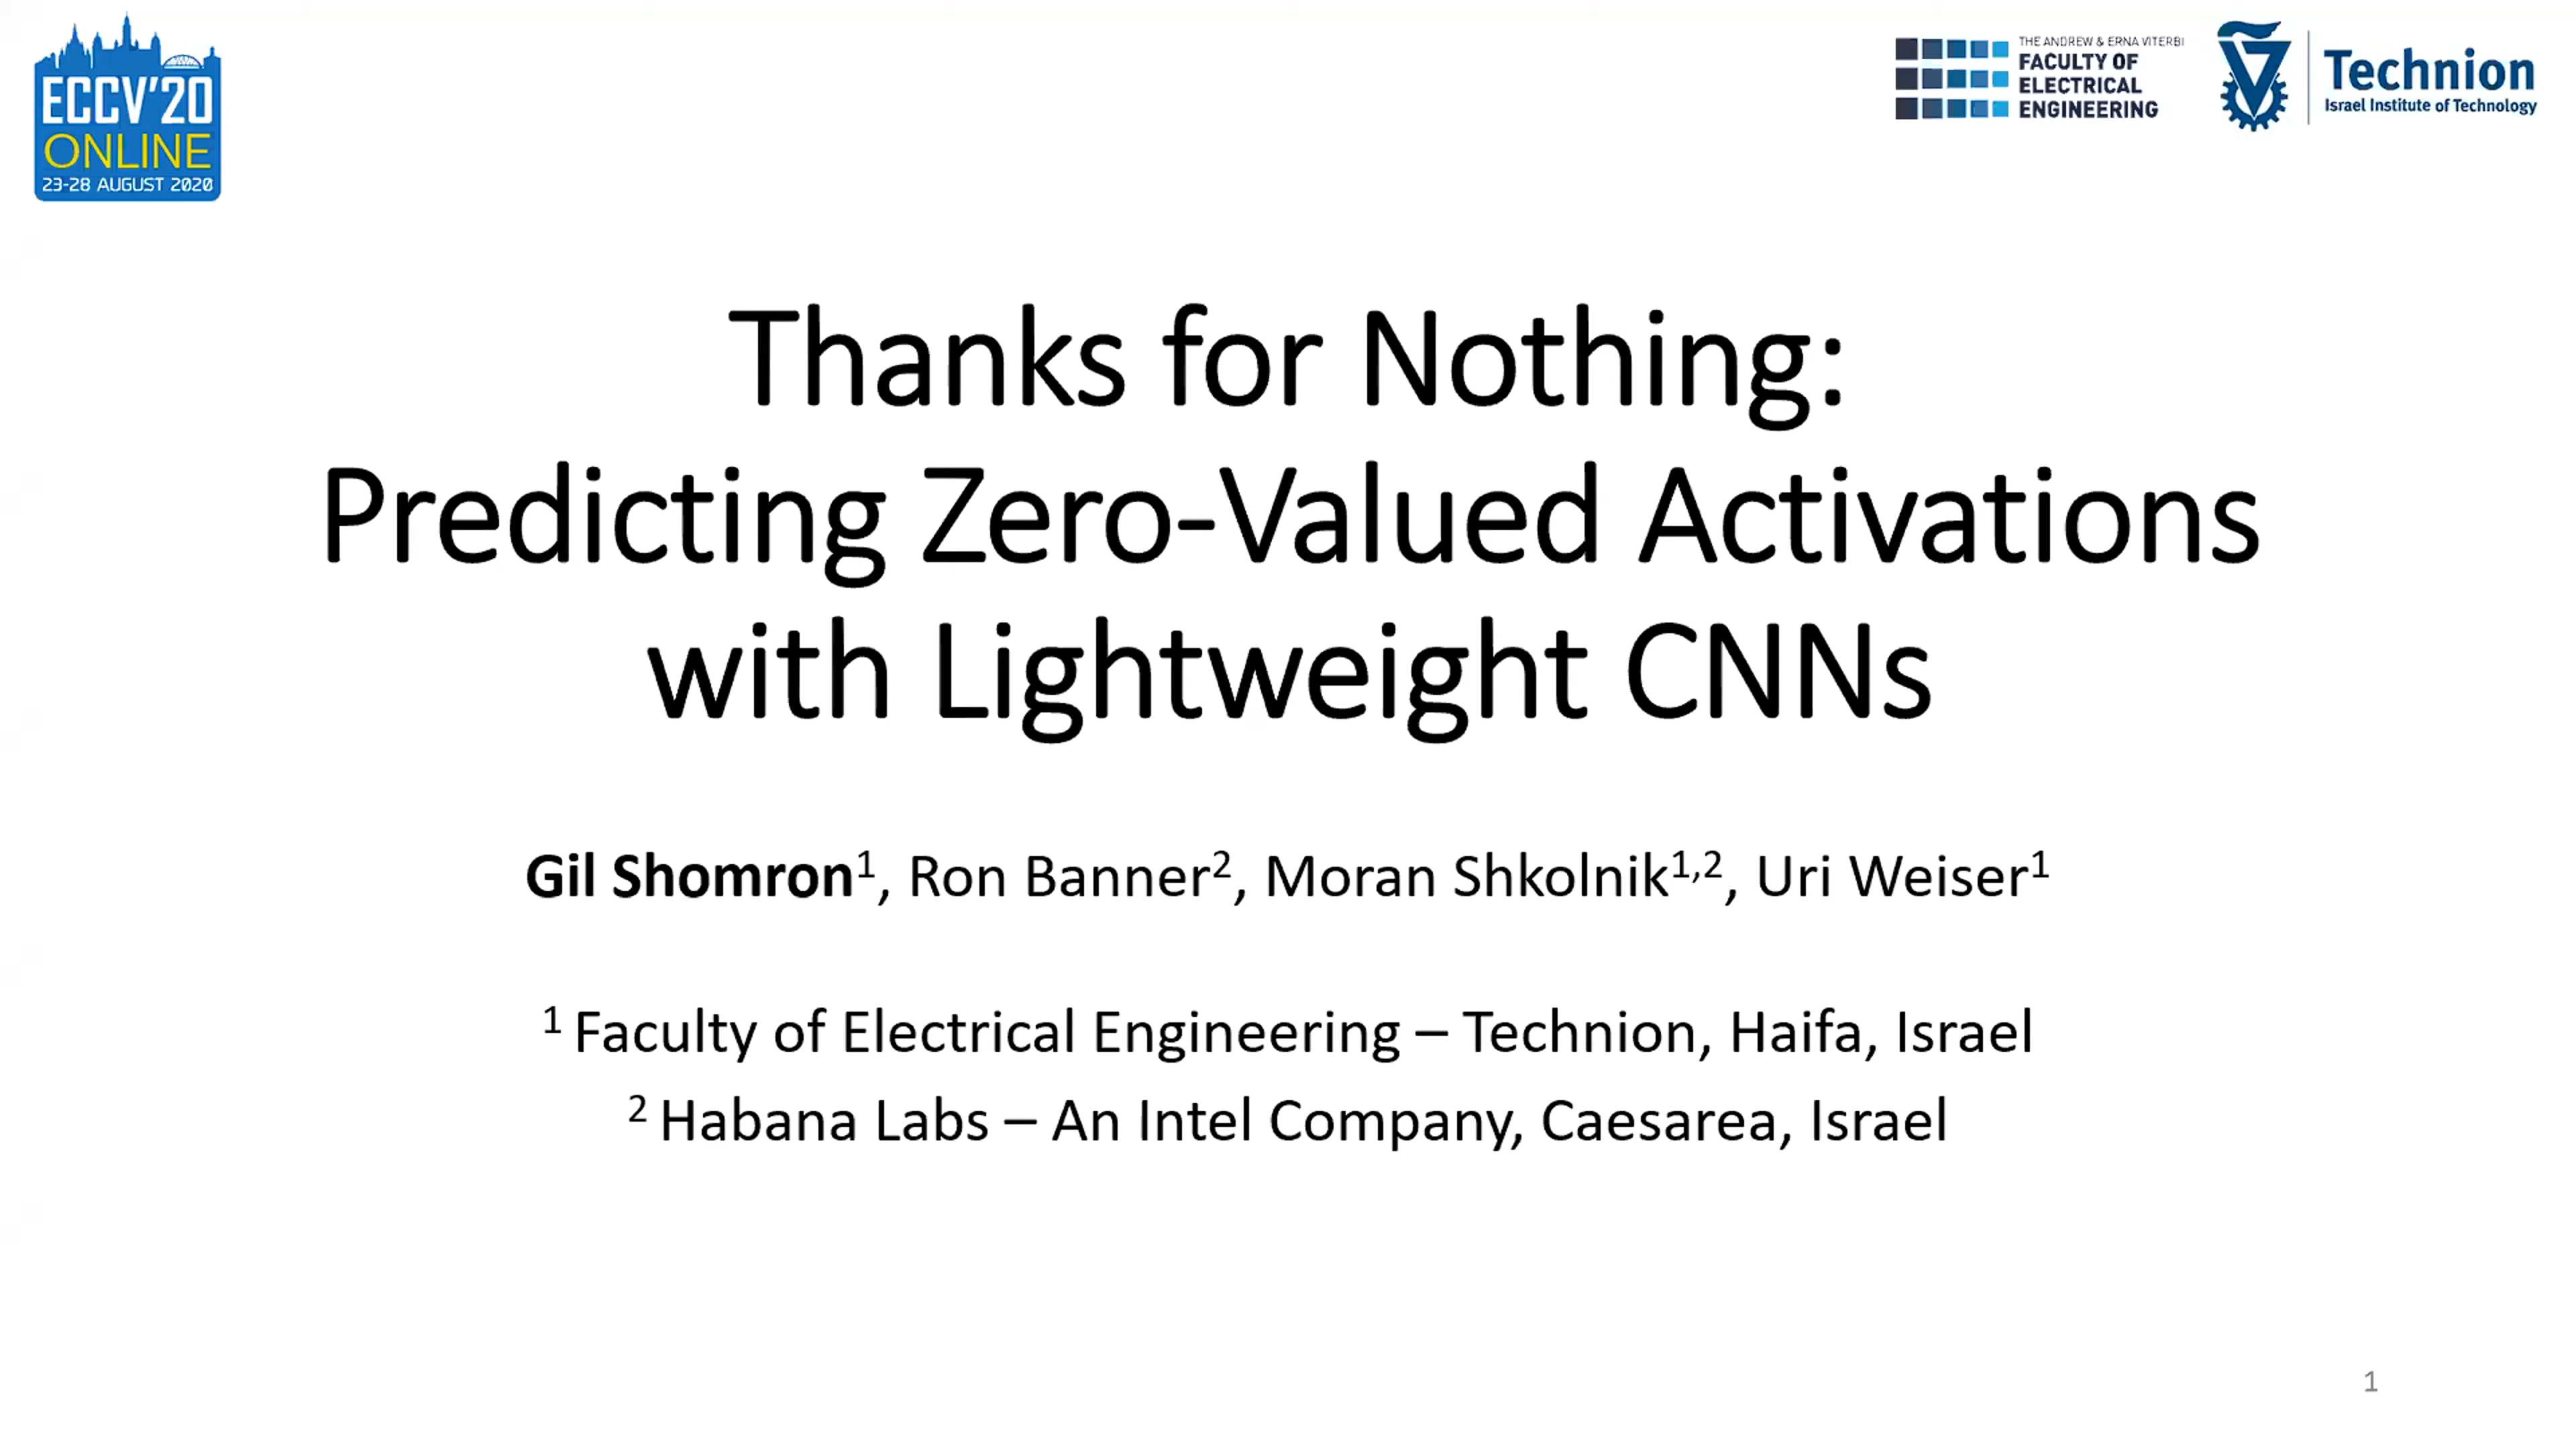 ECCV'20
ONLINE
23-28 AUGUST 2020
THE ANDREW & ERNA VITERBI
FACULTY OF
ELECTRICAL
ENGINEERING
Technion
Israel Institute of Technology
Thanks for Nothing:
Predicting Zero-Valued Activations
with Lightweight CNNs
Gil Shomron¹, Ron Banner², Moran Shkolnik¹,², Uri Weiser¹
¹ Faculty of Electrical Engineering – Technion, Haifa, Israel
² Habana Labs – An Intel Company, Caesarea, Israel
1